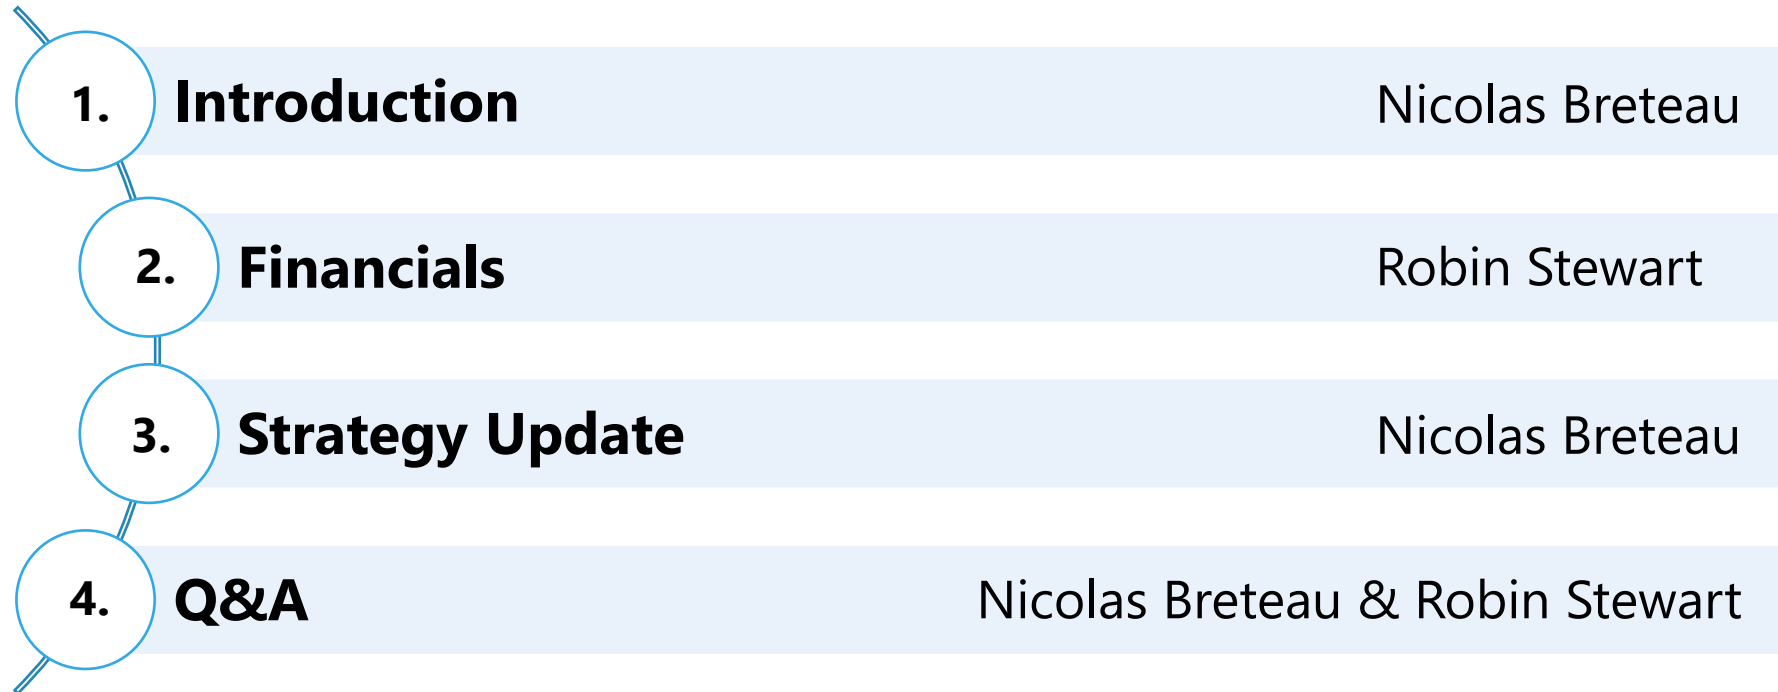 1. Introduction Nicolas Breteau
2. Financials Robin Stewart
3. Strategy Update Nicolas Breteau
4. Q&A Nicolas Breteau & Robin Stewart